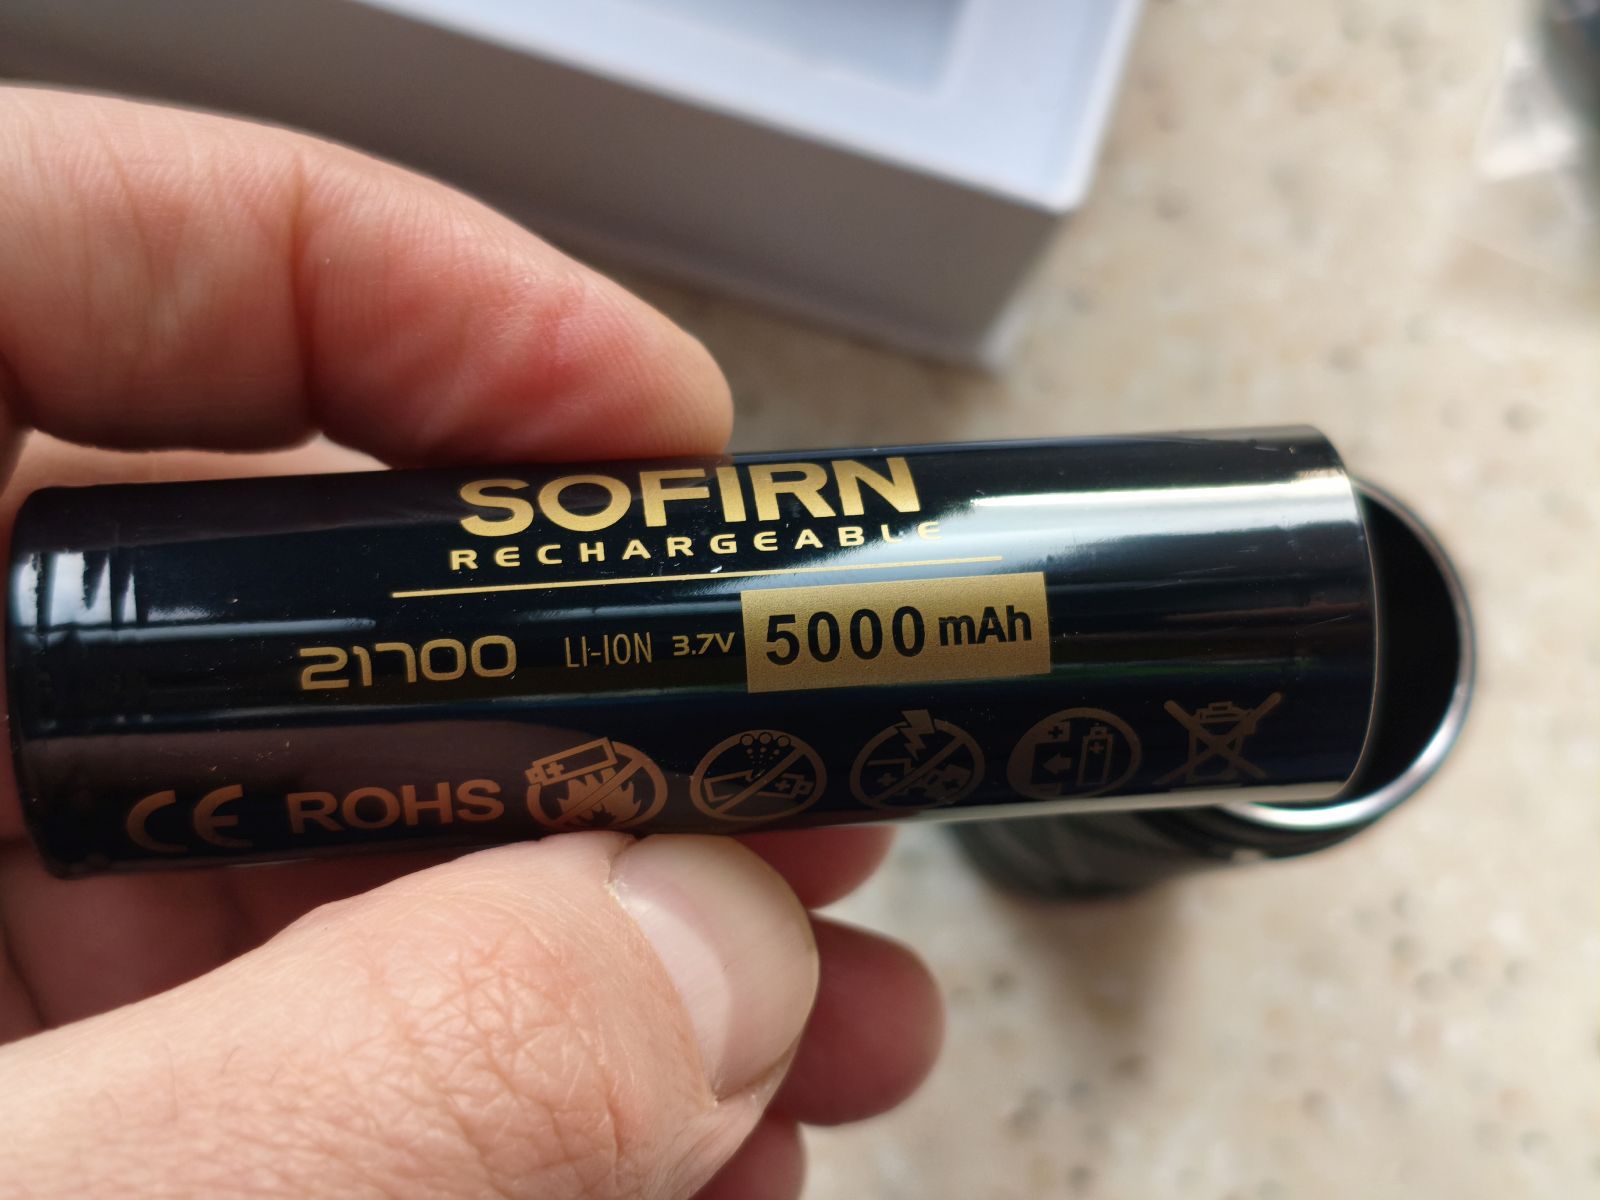 SOFIRN
RECHARGEABLE
21700 LI-ION 3.7V 5000 mAh
CE ROHS